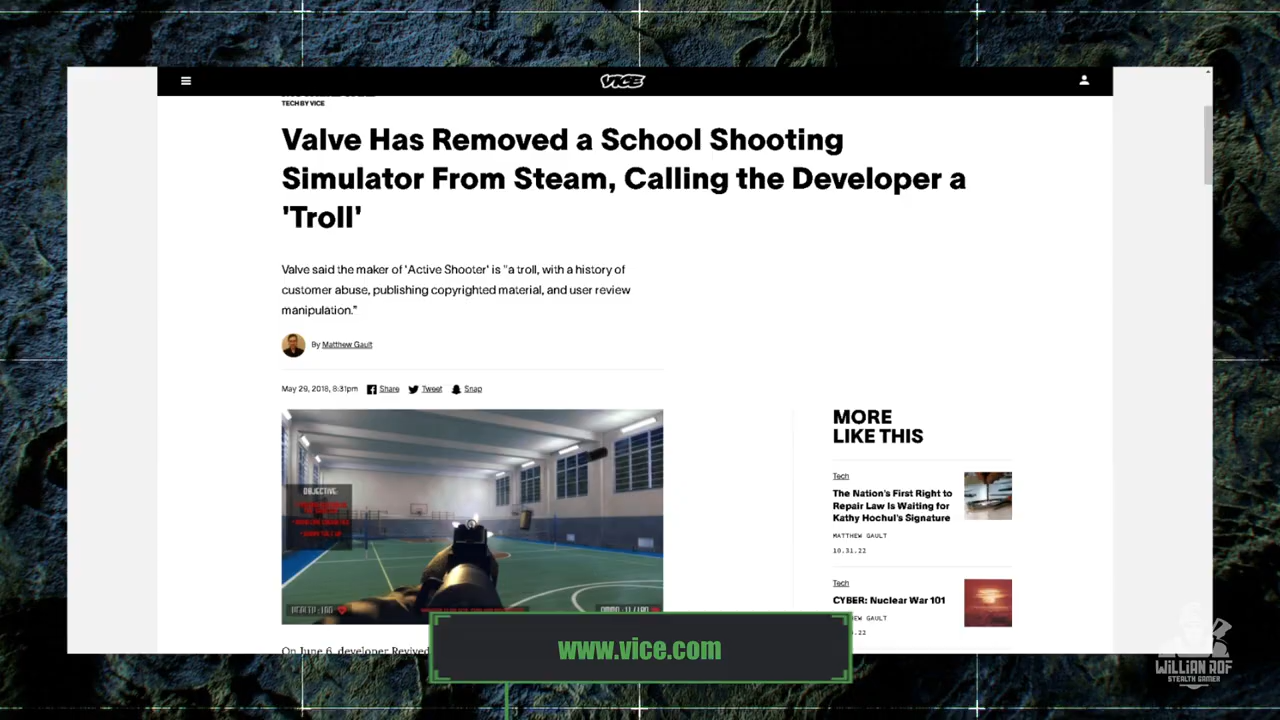 VICE
TECH BY VICE
Valve Has Removed a School Shooting
Simulator From Steam, Calling the Developer a
'Troll'
Valve said the maker of 'Active Shooter' is "a troll, with a history of
customer abuse, publishing copyrighted material, and user review
manipulation."
By Matthew Gault
May 29, 2018, 8:31pm
Share
Tweet
Snap
OBJECTIVE:
MORE
LIKE THIS
Tech
The Nation's First Right to
Repair Law Is Waiting for
Kathy Hochul's Signature
MATTHEW GAULT
10.31.22
Tech
CYBER: Nuclear War 101
GAULT
.22
On June 6, developer Revived
www.vice.com
WILLIAN ROF
STEALTH GAMER